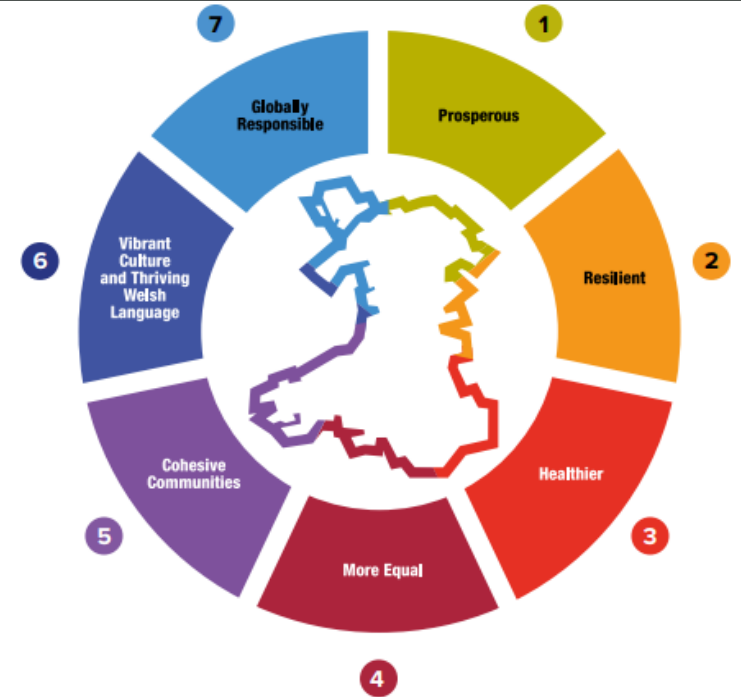 1
Prosperous
2
Resilient
3
Healthier
4
More Equal
5
Cohesive
Communities
6
Vibrant
Culture
and Thriving
Welsh
Language
7
Globally
Responsible